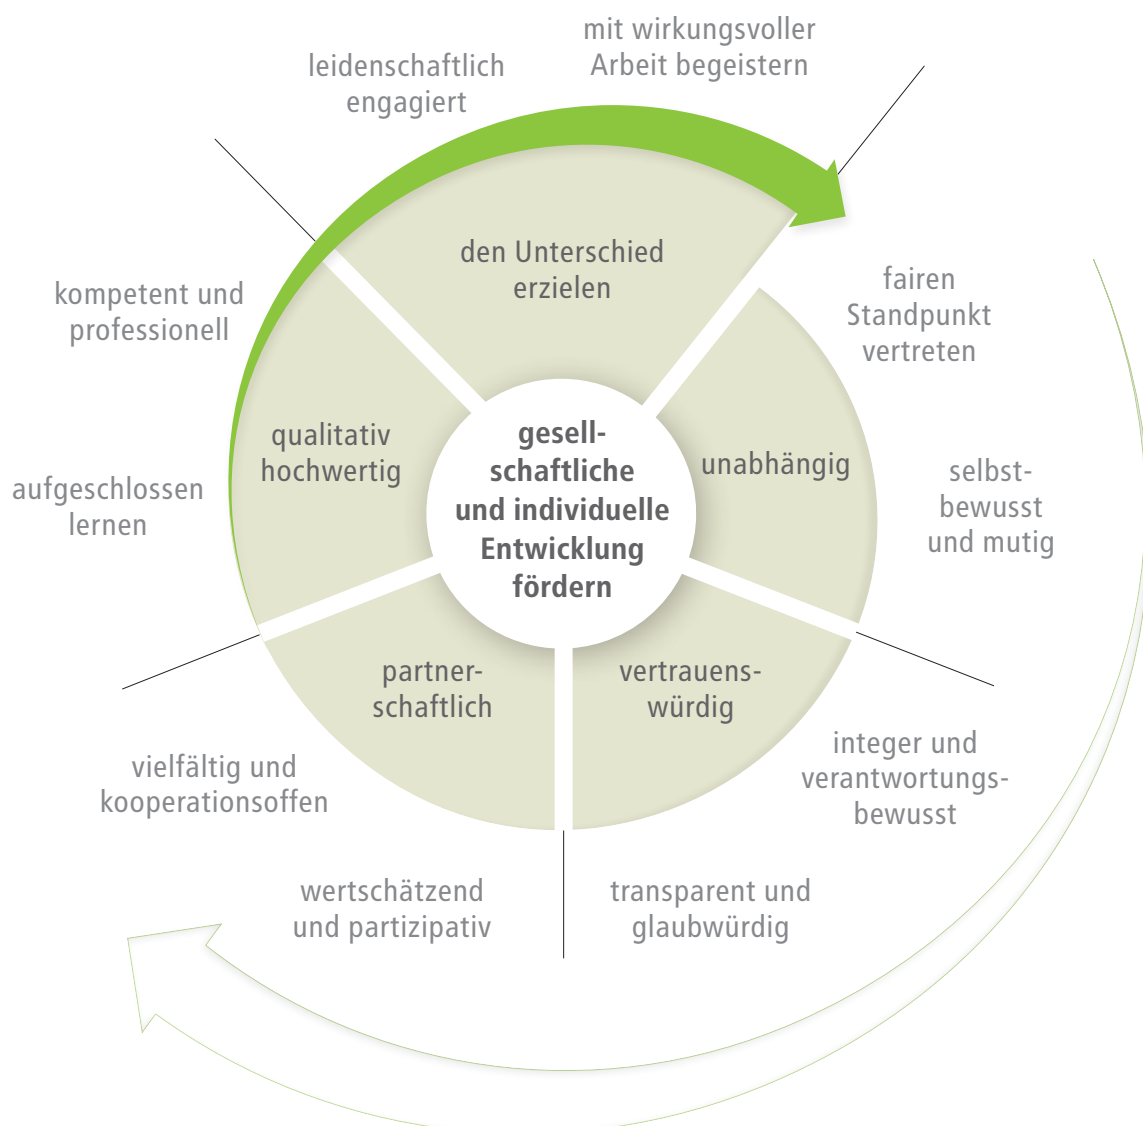 mit wirkungsvoller
Arbeit begeistern
leidenschaftlich
engagiert
den Unterschied
erzielen
kompetent und
professionell
fairen
Standpunkt
vertreten
qualitativ
hochwertig
gesell-
schaftliche
und individuelle
Entwicklung
fördern
unabhängig
aufgeschlossen
lernen
selbst-
bewusst
und mutig
partner-
schaftlich
vertrauens-
würdig
vielfältig und
kooperationsoffen
integer und
verantwortungs-
bewusst
wertschätzend
und partizipativ
transparent und
glaubwürdig